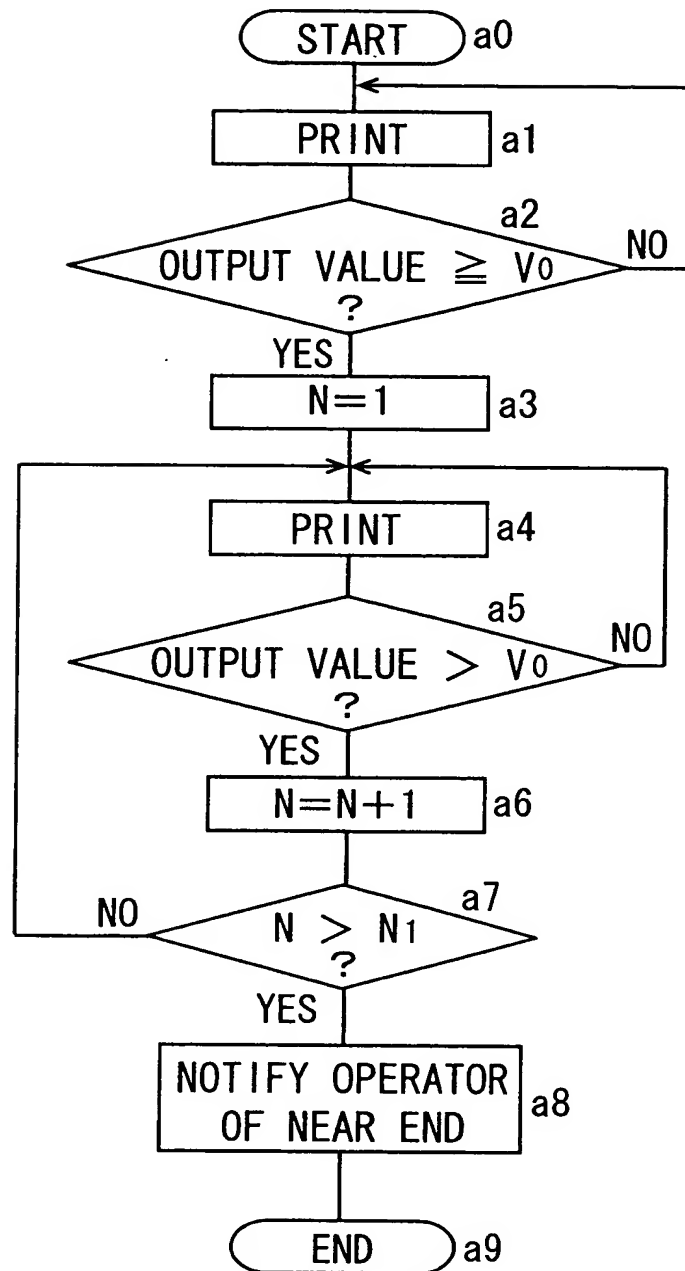 START a0
PRINT a1
a2
OUTPUT VALUE ≧ V0 NO
?
YES
N=1 a3
PRINT a4
a5
OUTPUT VALUE > V0 NO
?
YES
N=N+1 a6
a7
NO N > N1
?
YES
NOTIFY OPERATOR
OF NEAR END a8
END a9